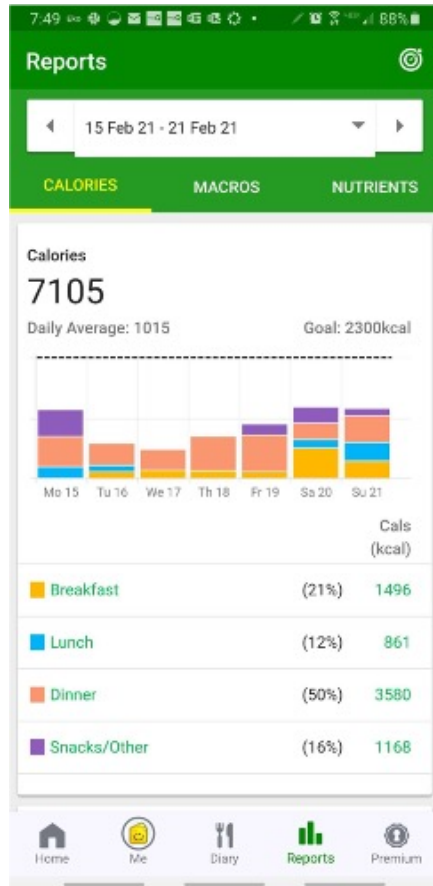 7:49
88%
Reports
15 Feb 21 - 21 Feb 21
CALORIES MACROS NUTRIENTS
Calories
7105
Daily Average: 1015 Goal: 2300kcal
Mo 15 Tu 16 We 17 Th 18 Fr 19 Sa 20 Su 21
Cals
(kcal)
Breakfast (21%) 1496
Lunch (12%) 861
Dinner (50%) 3580
Snacks/Other (16%) 1168
Home Me Diary Reports Premium